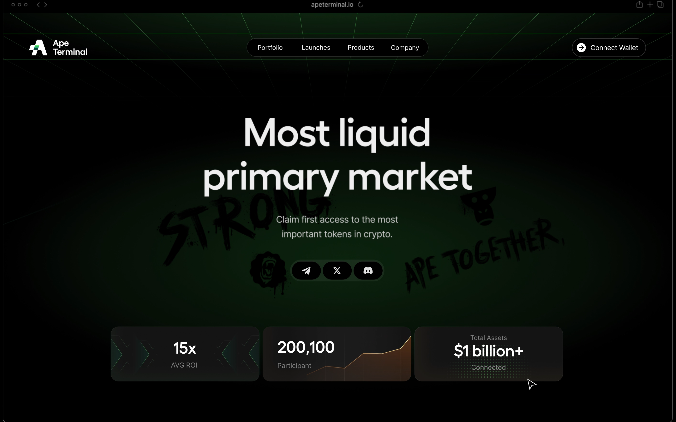 apeterminal.io
Ape
Terminal
Portfolio
Launches
Products
Company
Connect Wallet
Most liquid
primary market
STRONG,
Claim first access to the most
important tokens in crypto.
APE TOGETHER,
15x
AVG ROI
200,100
Participant
Total Assets
$1 billion+
Connected